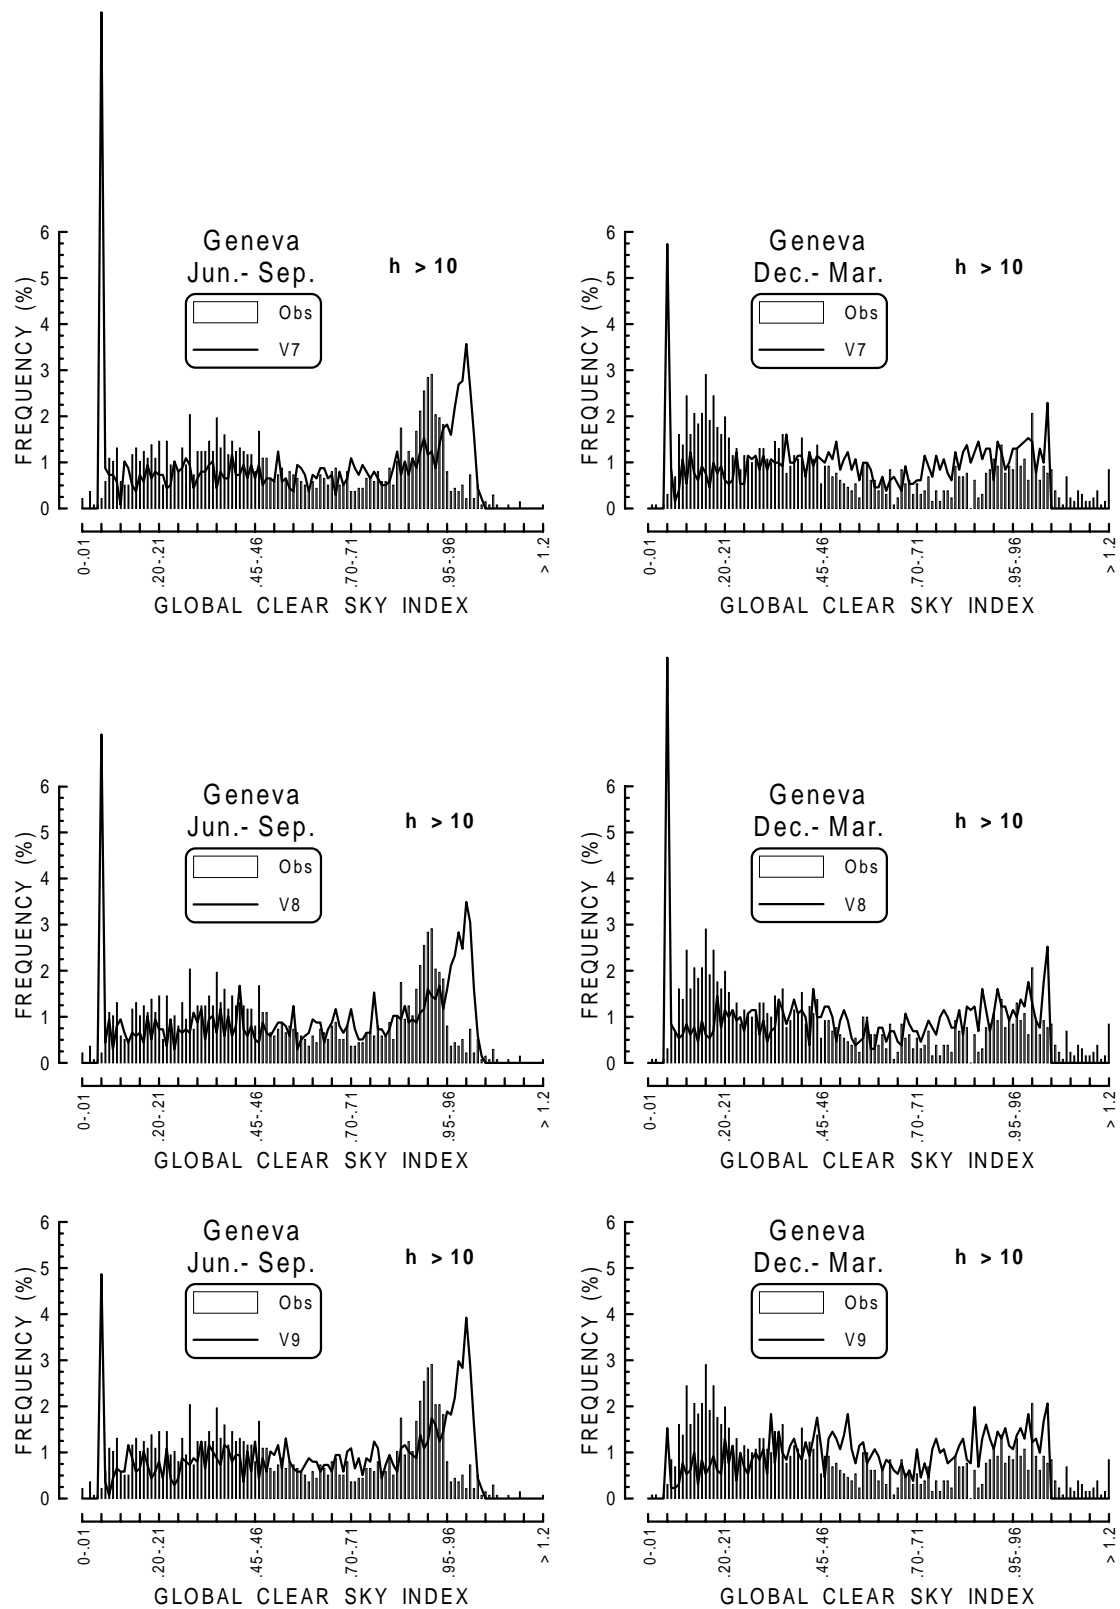 Geneva
Jun.- Sep.
h > 10
Obs
V7
6
5
4
3
2
1
0
FREQUENCY (%)
0-.01
.20-.21
.45-.46
.70-.71
.95-.96
> 1.2
GLOBAL CLEAR SKY INDEX
Geneva
Dec.- Mar.
h > 10
Obs
V7
6
5
4
3
2
1
0
FREQUENCY (%)
0-.01
.20-.21
.45-.46
.70-.71
.95-.96
> 1.2
GLOBAL CLEAR SKY INDEX
Geneva
Jun.- Sep.
h > 10
Obs
V8
6
5
4
3
2
1
0
FREQUENCY (%)
0-.01
.20-.21
.45-.46
.70-.71
.95-.96
> 1.2
GLOBAL CLEAR SKY INDEX
Geneva
Dec.- Mar.
h > 10
Obs
V8
6
5
4
3
2
1
0
FREQUENCY (%)
0-.01
.20-.21
.45-.46
.70-.71
.95-.96
> 1.2
GLOBAL CLEAR SKY INDEX
Geneva
Jun.- Sep.
h > 10
Obs
V9
6
5
4
3
2
1
0
FREQUENCY (%)
0-.01
.20-.21
.45-.46
.70-.71
.95-.96
> 1.2
GLOBAL CLEAR SKY INDEX
Geneva
Dec.- Mar.
h > 10
Obs
V9
6
5
4
3
2
1
0
FREQUENCY (%)
0-.01
.20-.21
.45-.46
.70-.71
.95-.96
> 1.2
GLOBAL CLEAR SKY INDEX